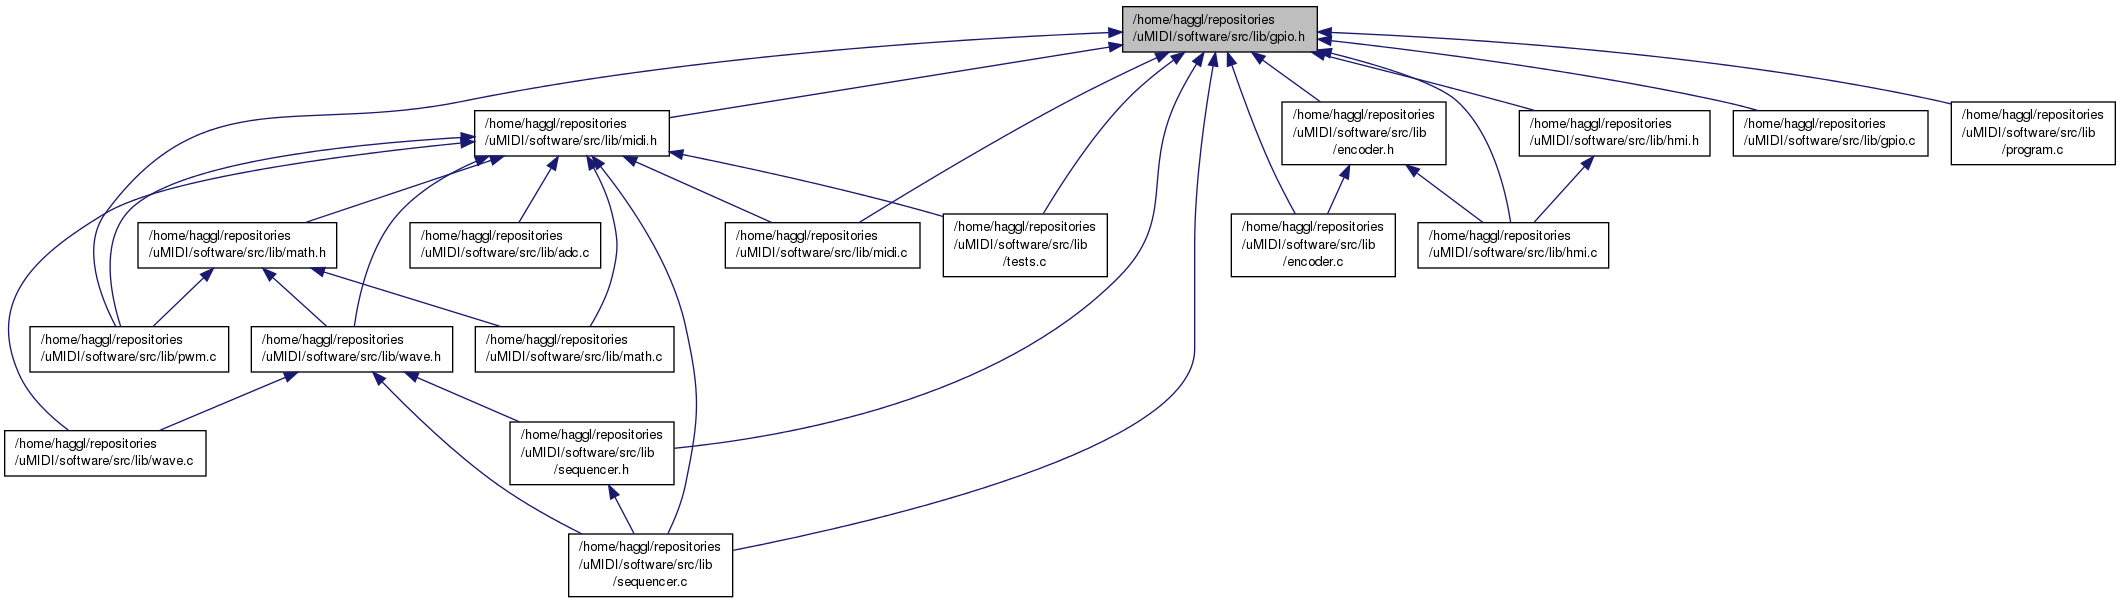 /home/haggl/repositories
/uMIDI/software/src/lib/gpio.h
/home/haggl/repositories
/uMIDI/software/src/lib/midi.h
/home/haggl/repositories
/uMIDI/software/src/lib
/encoder.h
/home/haggl/repositories
/uMIDI/software/src/lib/hmi.h
/home/haggl/repositories
/uMIDI/software/src/lib/gpio.c
/home/haggl/repositories
/uMIDI/software/src/lib
/program.c
/home/haggl/repositories
/uMIDI/software/src/lib/math.h
/home/haggl/repositories
/uMIDI/software/src/lib/adc.c
/home/haggl/repositories
/uMIDI/software/src/lib/midi.c
/home/haggl/repositories
/uMIDI/software/src/lib
/tests.c
/home/haggl/repositories
/uMIDI/software/src/lib
/encoder.c
/home/haggl/repositories
/uMIDI/software/src/lib/hmi.c
/home/haggl/repositories
/uMIDI/software/src/lib/pwm.c
/home/haggl/repositories
/uMIDI/software/src/lib/wave.h
/home/haggl/repositories
/uMIDI/software/src/lib/math.c
/home/haggl/repositories
/uMIDI/software/src/lib/wave.c
/home/haggl/repositories
/uMIDI/software/src/lib
/sequencer.h
/home/haggl/repositories
/uMIDI/software/src/lib
/sequencer.c